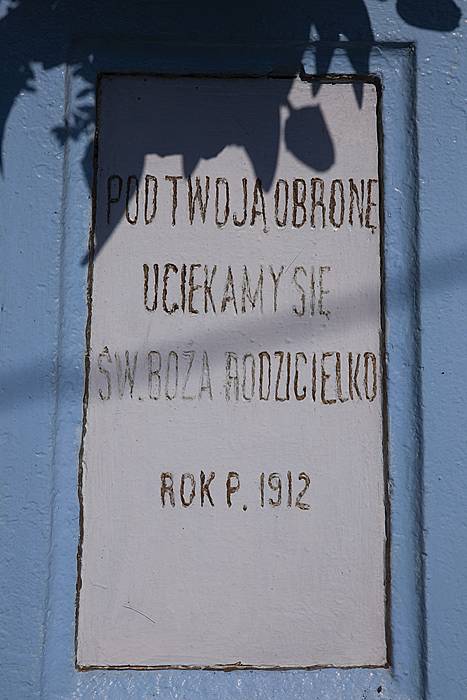 POD TWOJĄ OBRONĘ
UCIEKAMY SIĘ
ŚW. BOŻA RODZICIELKO
ROK P. 1912